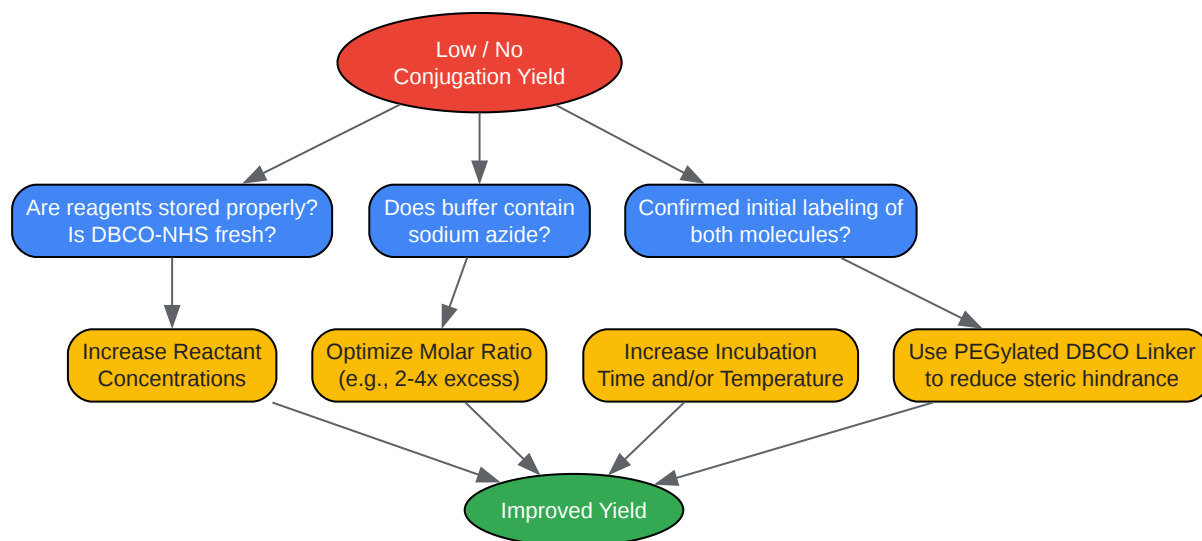 Low / No
Conjugation Yield
Are reagents stored properly?
Is DBCO-NHS fresh?
Does buffer contain
sodium azide?
Confirmed initial labeling of
both molecules?
Increase Reactant
Concentrations
Optimize Molar Ratio
(e.g., 2-4x excess)
Increase Incubation
Time and/or Temperature
Use PEGylated DBCO Linker
to reduce steric hindrance
Improved Yield